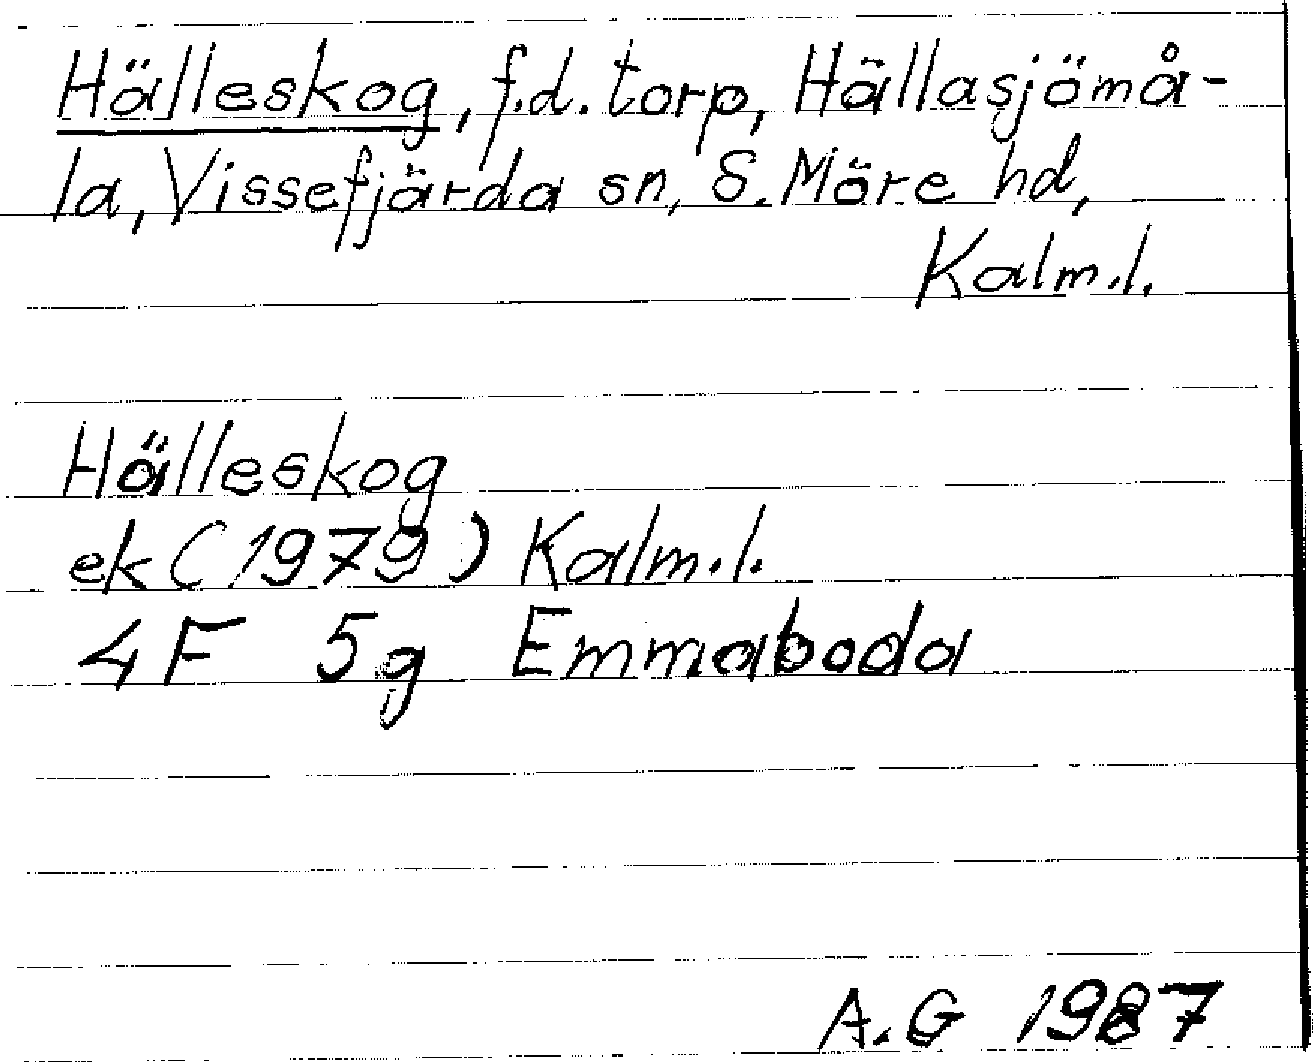 Hälleskog, f.d. torp, Hällasjömå-
la, Vissefjärda sn, S. Möre hd,
Kalm.l.
Hälleskog
ek (1979) Kalm.l.
4F 5g Emmaboda
A.G 1987